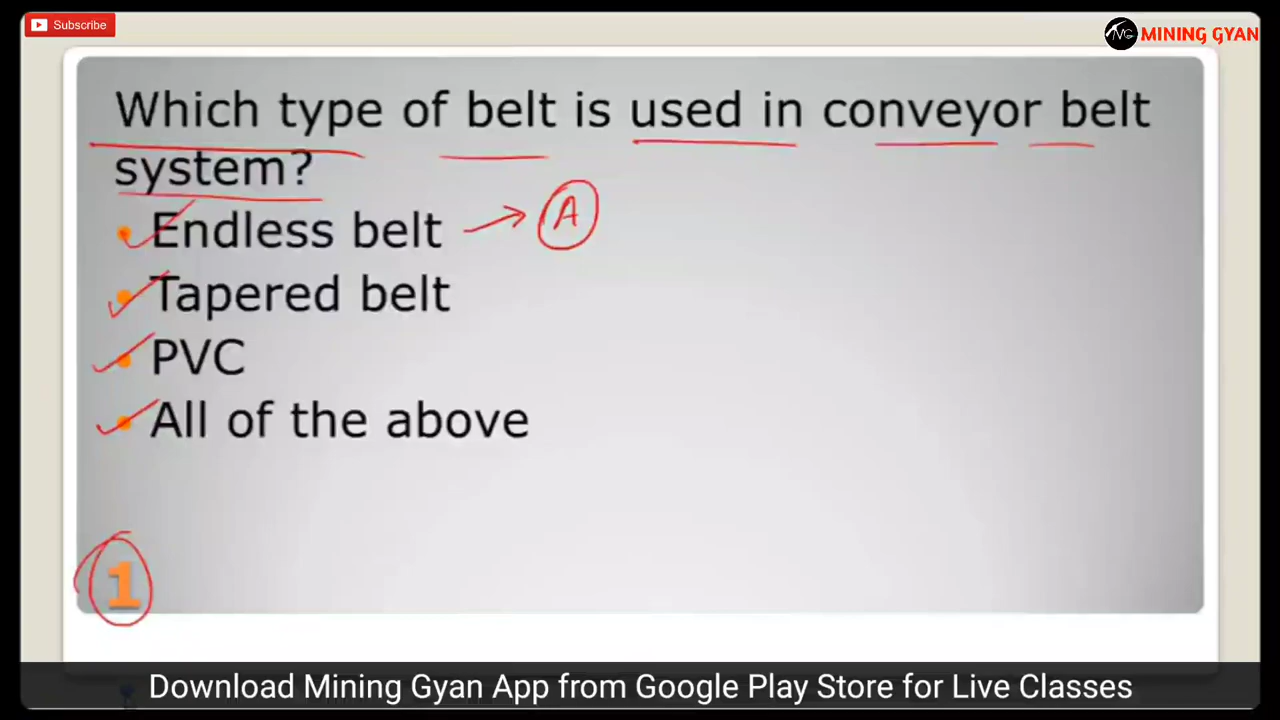 Subscribe
MINING GYAN
Which type of belt is used in conveyor belt
system?
Endless belt → A
Tapered belt
PVC
All of the above
1
Download Mining Gyan App from Google Play Store for Live Classes